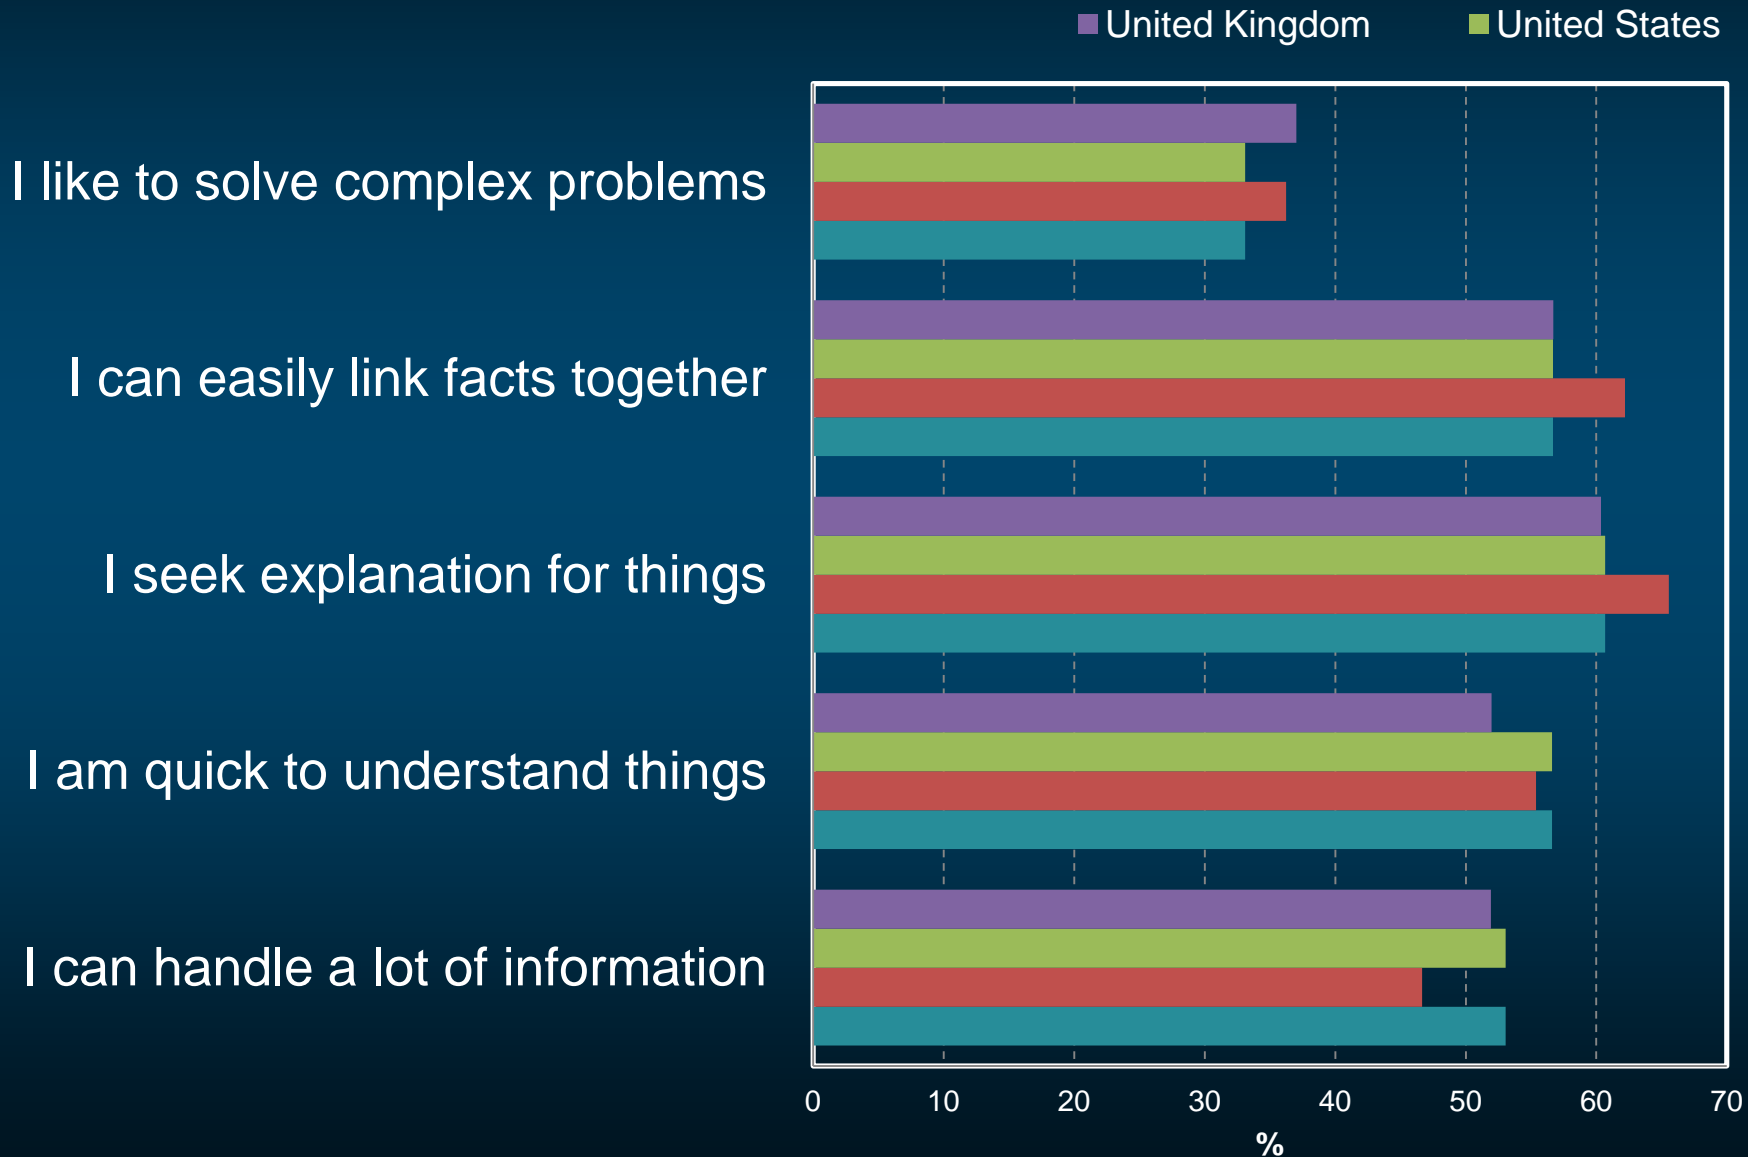 United Kingdom United States
I like to solve complex problems
I can easily link facts together
I seek explanation for things
I am quick to understand things
I can handle a lot of information
0 10 20 30 40 50 60 70
%